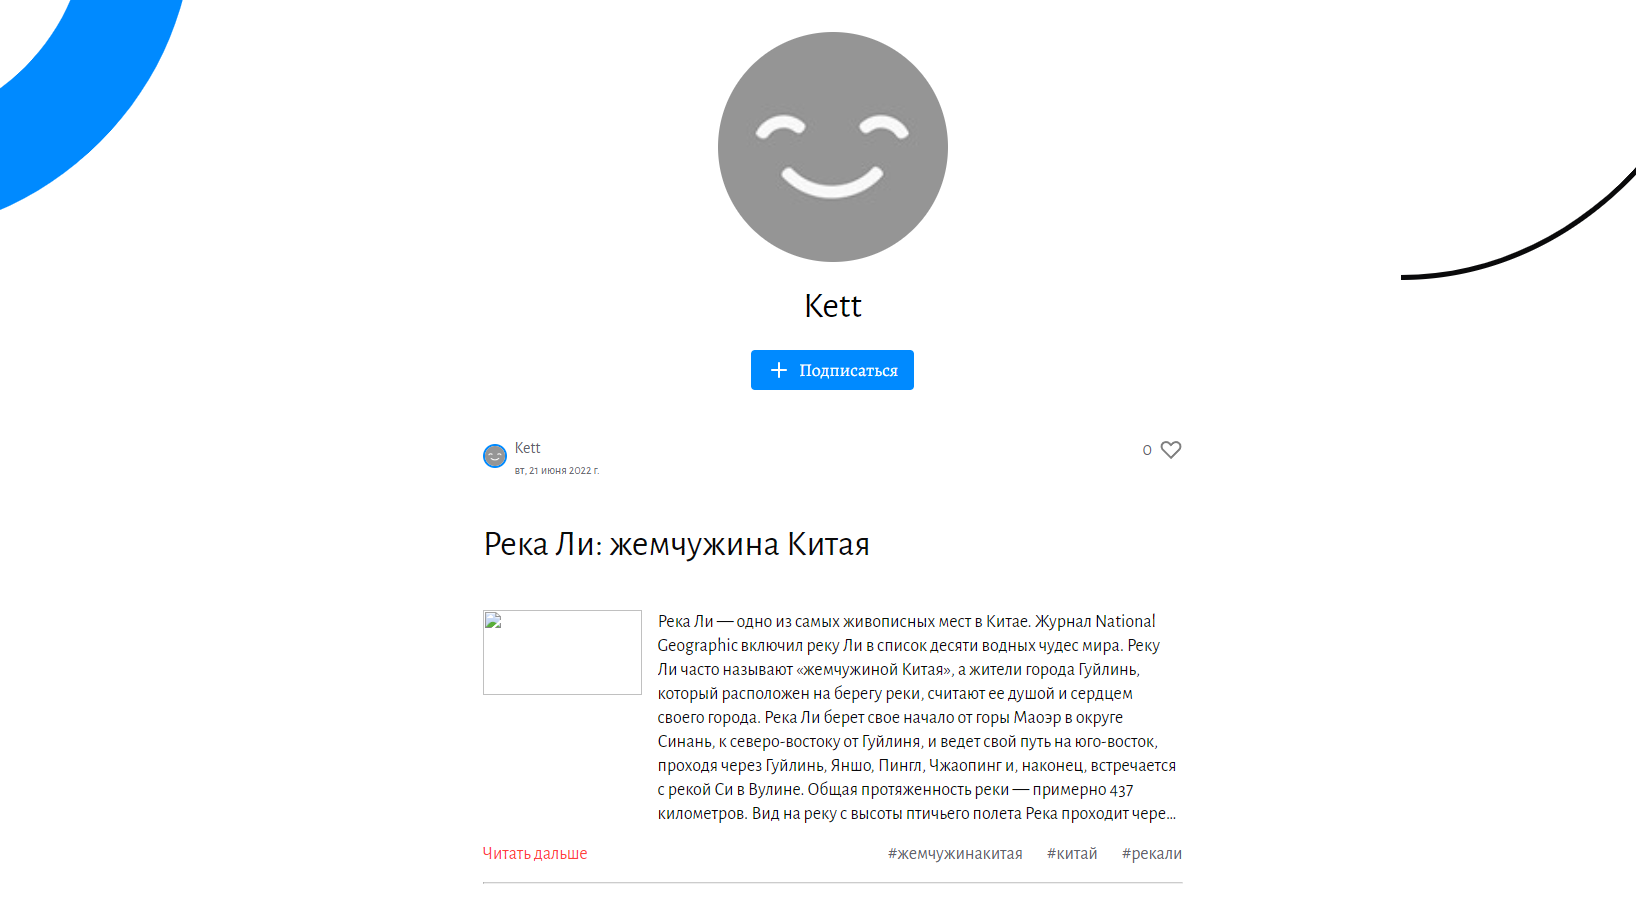 Kett
Подписаться
Kett
вт, 21 июня 2022 г.
0
Река Ли: жемчужина Китая
Река Ли — одно из самых живописных мест в Китае. Журнал National
Geographic включил реку Ли в список десяти водных чудес мира. Реку
Ли часто называют «жемчужиной Китая», а жители города Гуйлинь,
который расположен на берегу реки, считают ее душой и сердцем
своего города. Река Ли берет свое начало от горы Маоэр в округе
Синань, к северо-востоку от Гуйлиня, и ведет свой путь на юго-восток,
проходя через Гуйлинь, Яншо, Пингл, Чжаопинг и, наконец, встречается
с рекой Си в Вулине. Общая протяженность реки — примерно 437
километров. Вид на реку с высоты птичьего полета Река проходит чере...
Читать дальше
#жемчужинакитая #китай #рекали